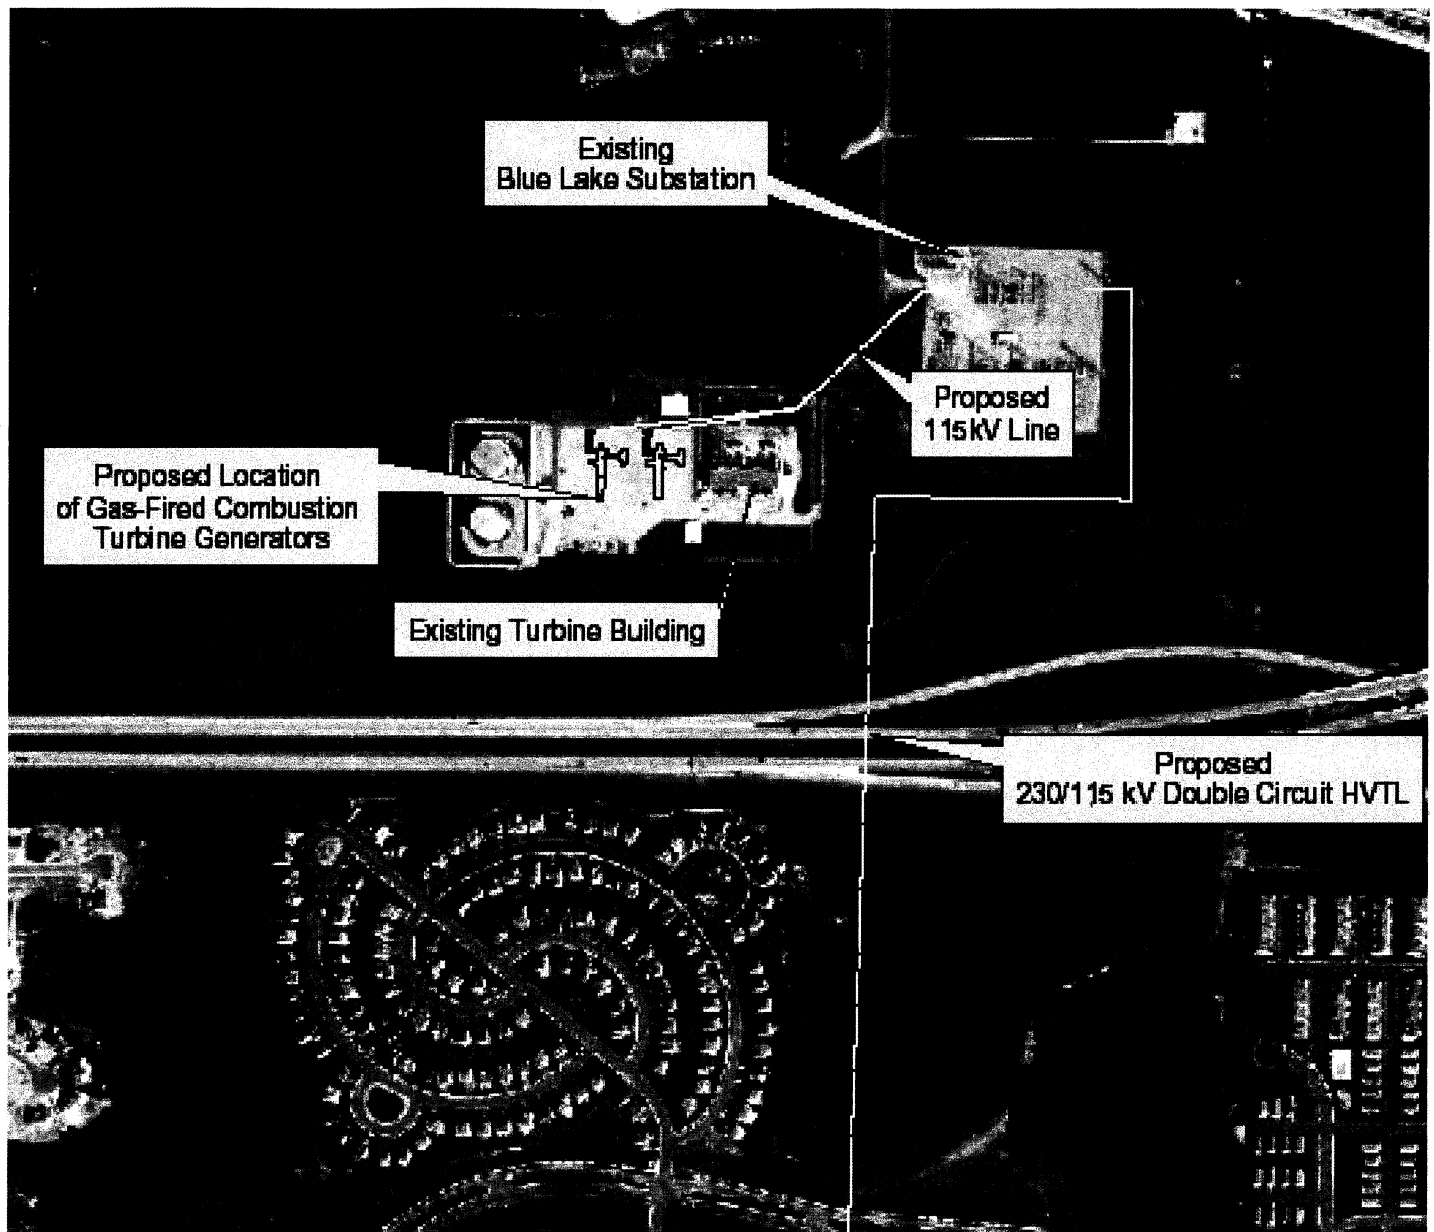 Existing
Blue Lake Substation
Proposed
115kV Line
Proposed Location
of Gas-Fired Combustion
Turbine Generators
Existing Turbine Building
Proposed
230/115 kV Double Circuit HVTL